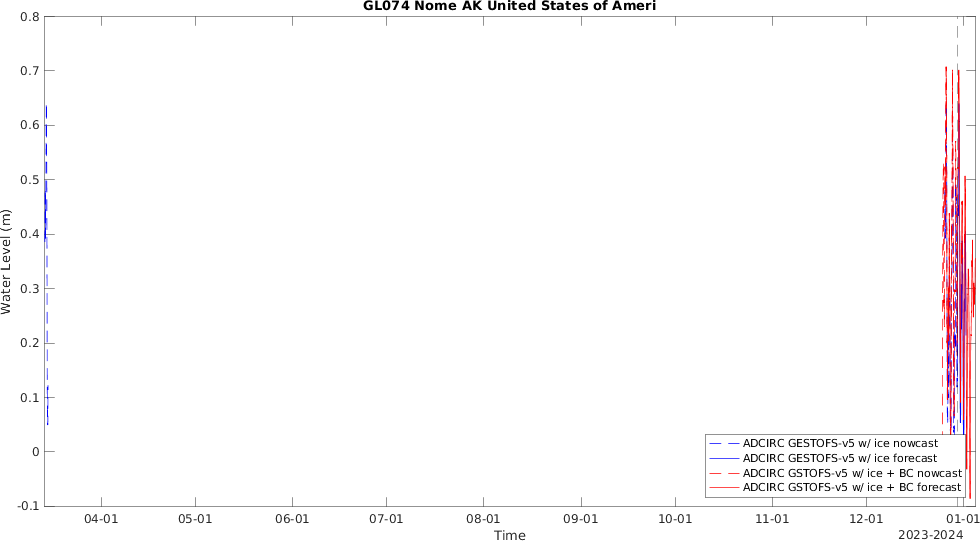 GL074 Nome AK United States of Ameri
0.8
0.7
0.6
0.5
0.4
0.3
0.2
0.1
0
-0.1
Water Level (m)
ADCIRC GESTOFS-v5 w/ ice nowcast
ADCIRC GESTOFS-v5 w/ ice forecast
ADCIRC GSTOFS-v5 w/ ice + BC nowcast
ADCIRC GSTOFS-v5 w/ ice + BC forecast
04-01 05-01 06-01 07-01 08-01 09-01 10-01 11-01 12-01 01-01
Time
2023-2024